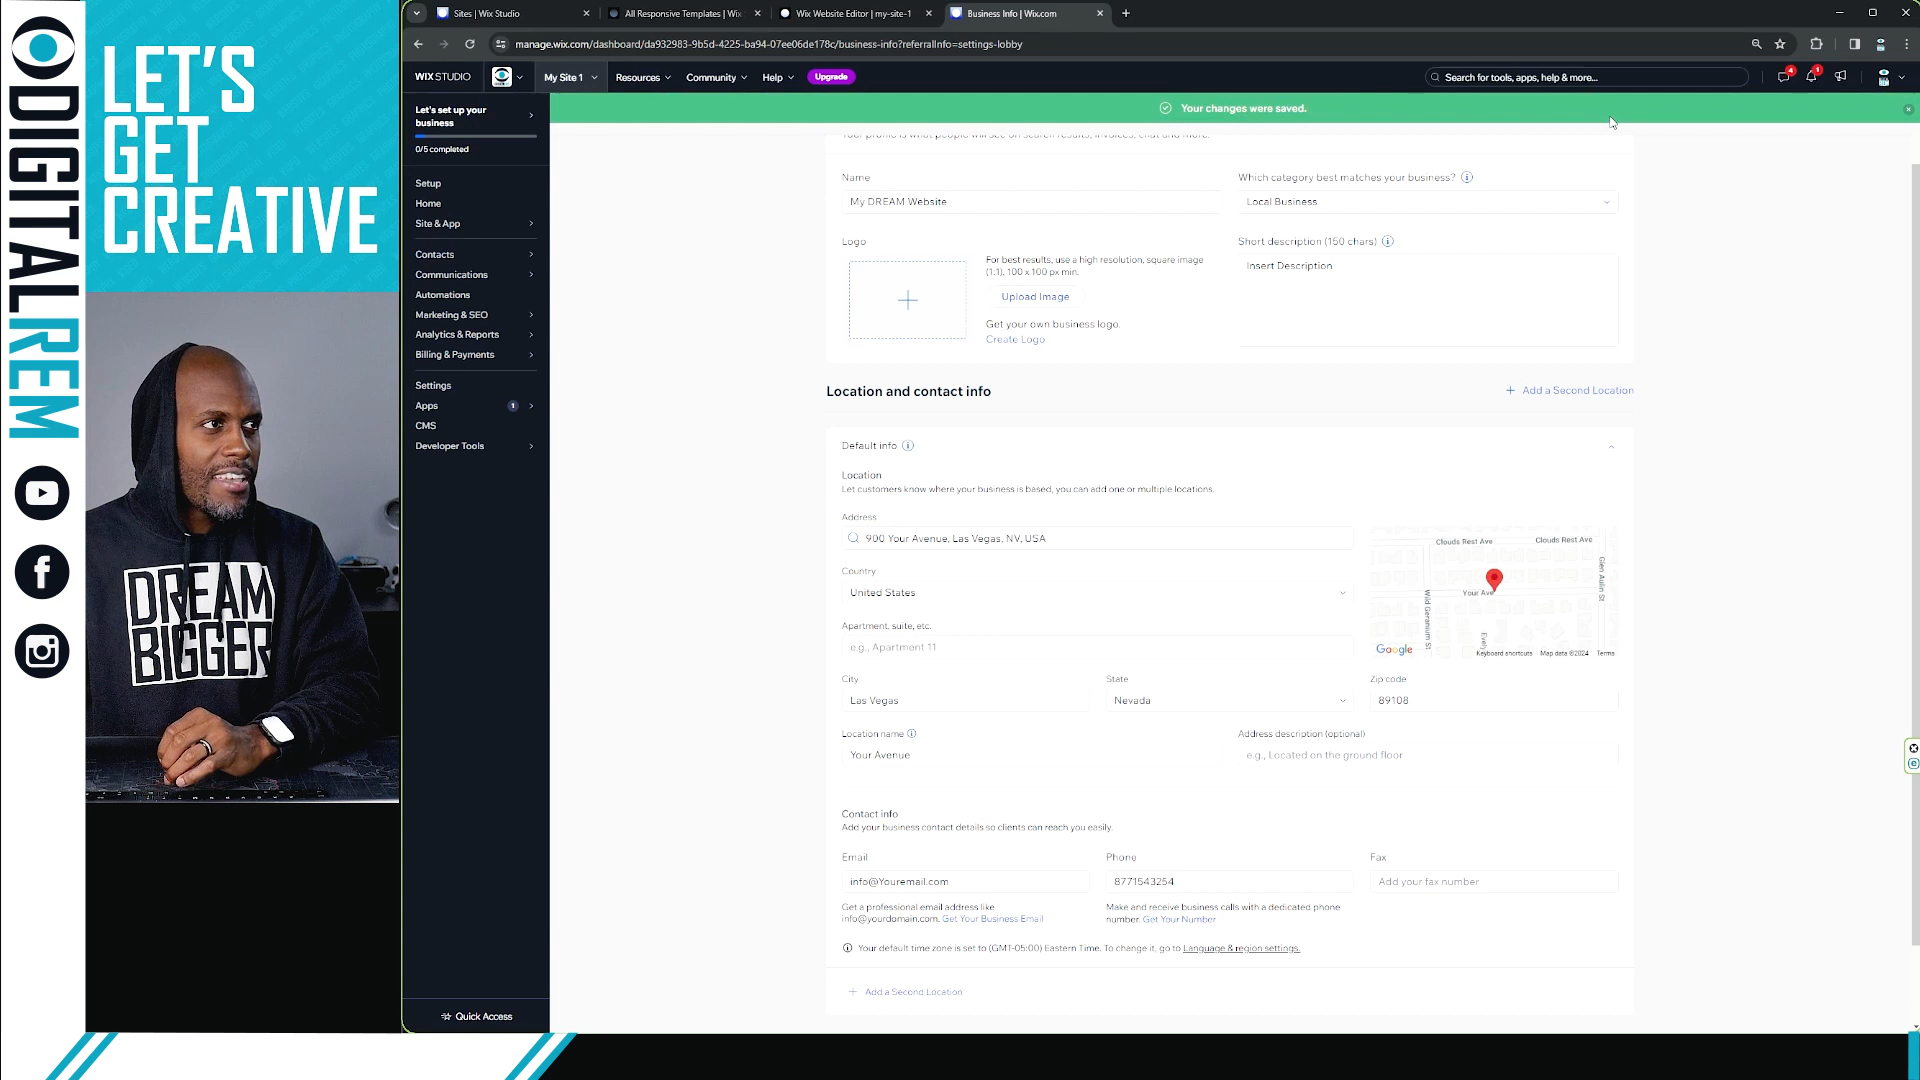 DIGITALREM
LET'S
GET
CREATIVE
DREAM
BIGGER
Sites | Wix Studio
All Responsive Templates | Wix
Wix Website Editor | my-site-1
Business Info | Wix.com
manage.wix.com/dashboard/da932983-9b5d-4225-ba94-07ee06de178c/business-info?referralInfo=settings-lobby
WIX STUDIO
My Site 1
Resources
Community
Help
Upgrade
Search for tools, apps, help & more...
4
1
Let's set up your
business
0/5 completed
Setup
Home
Site & App
Contacts
Communications
Automations
Marketing & SEO
Analytics & Reports
Billing & Payments
Settings
Apps 1
CMS
Developer Tools
Quick Access
Your changes were saved.
Your profile is what people will see on search results, invoices, chat and more.
Name
My DREAM Website
Which category best matches your business?
Local Business
Logo
For best results, use a high resolution, square image
(1:1), 100 x 100 px min.
Upload Image
Get your own business logo.
Create Logo
Short description (150 chars)
Insert Description
Location and contact info
Add a Second Location
Default info
Location
Let customers know where your business is based, you can add one or multiple locations.
Address
900 Your Avenue, Las Vegas, NV, USA
Country
United States
Apartment, suite, etc.
e.g., Apartment 11
Clouds Rest Ave
Clouds Rest Ave
Glen Aulin St
Wild Geranium St
Your Ave
Google
Keyboard shortcuts
Map data ©2024
Terms
City
Las Vegas
State
Nevada
Zip code
89108
Location name
Your Avenue
Address description (optional)
e.g., Located on the ground floor
Contact info
Add your business contact details so clients can reach you easily.
Email
info@Youremail.com
Phone
8771543254
Fax
Add your fax number
Get a professional email address like
info@yourdomain.com. Get Your Business Email
Make and receive business calls with a dedicated phone
number. Get Your Number
Your default time zone is set to (GMT-05:00) Eastern Time. To change it, go to Language & region settings.
Add a Second Location